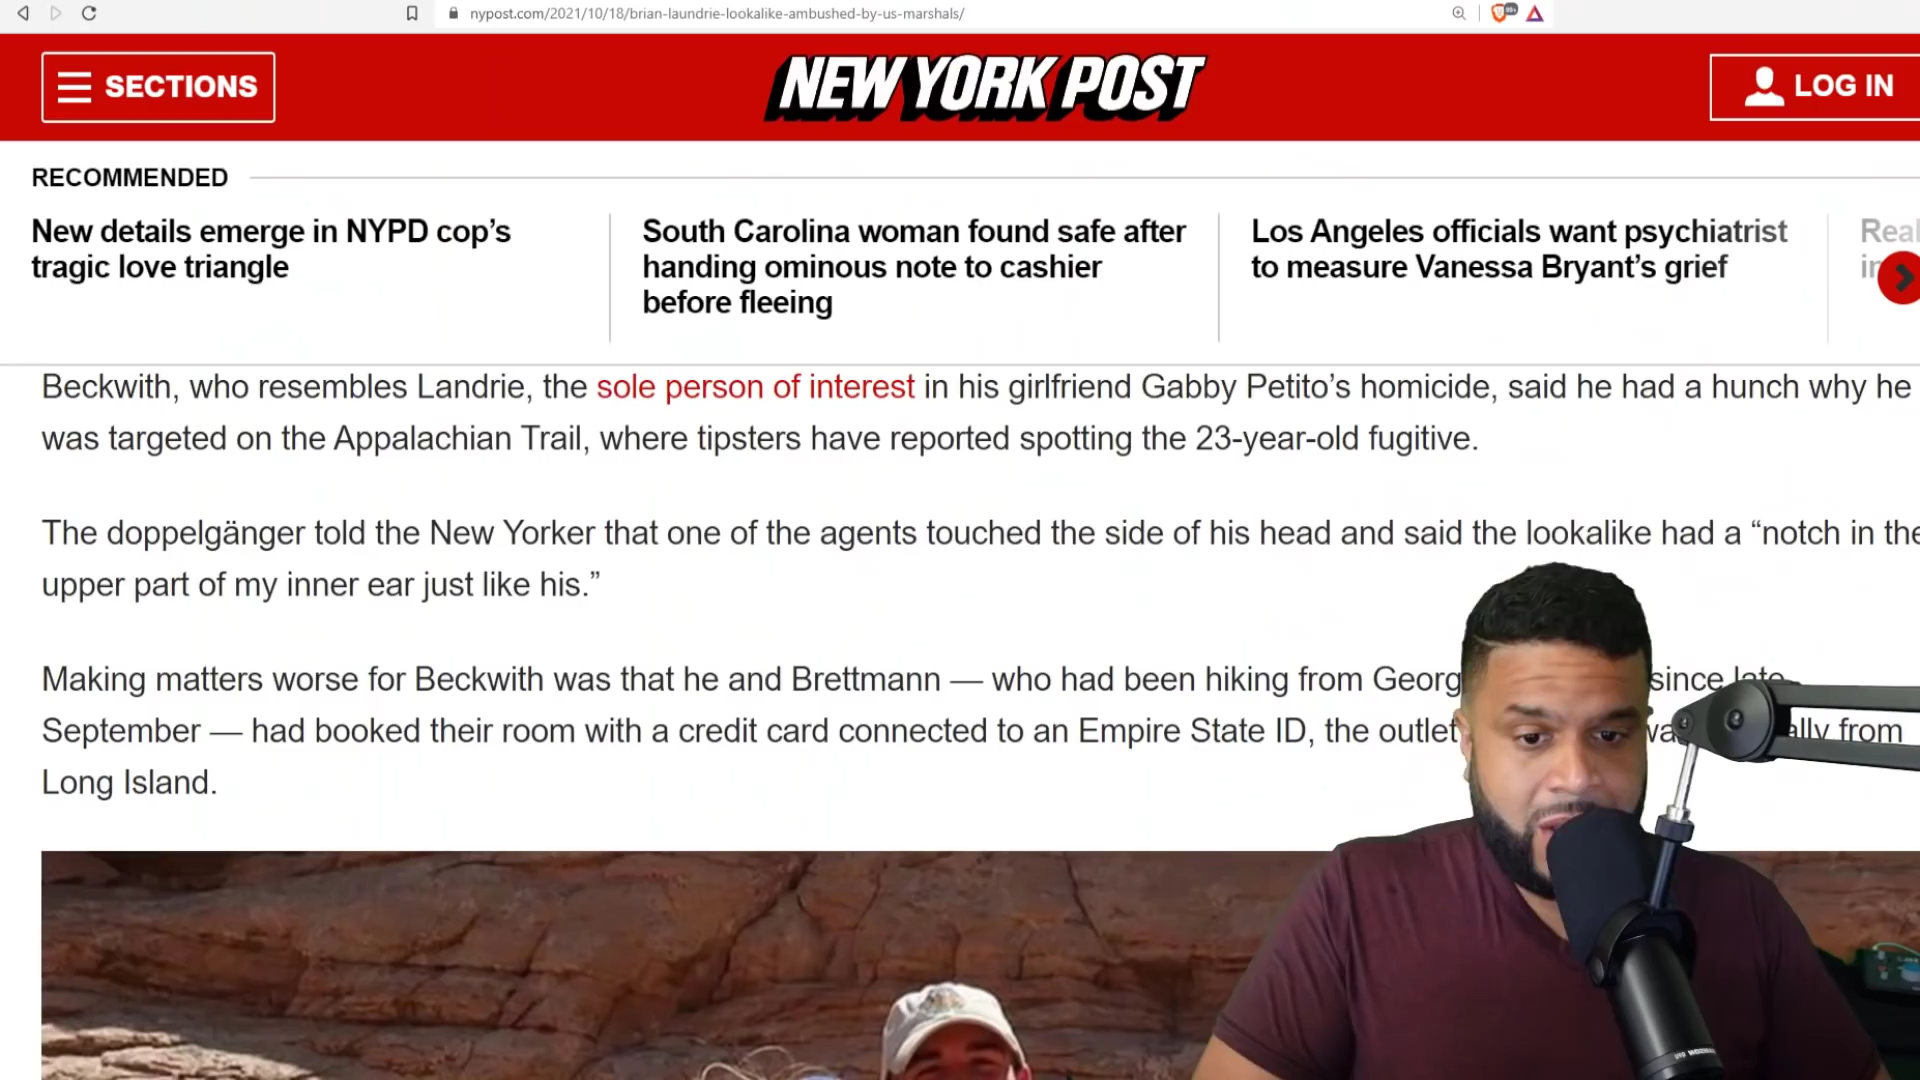 nypost.com/2021/10/18/brian-laundrie-lookalike-ambushed-by-us-marshals/
SECTIONS
NEW YORK POST
LOG IN
RECOMMENDED
New details emerge in NYPD cop’s
tragic love triangle
South Carolina woman found safe after
handing ominous note to cashier
before fleeing
Los Angeles officials want psychiatrist
to measure Vanessa Bryant’s grief
Beckwith, who resembles Landrie, the sole person of interest in his girlfriend Gabby Petito’s homicide, said he had a hunch why he
was targeted on the Appalachian Trail, where tipsters have reported spotting the 23-year-old fugitive.
The doppelgänger told the New Yorker that one of the agents touched the side of his head and said the lookalike had a “notch in the
upper part of my inner ear just like his.”
Making matters worse for Beckwith was that he and Brettmann — who had been hiking from Georg since late
September — had booked their room with a credit card connected to an Empire State ID, the outlet from
Long Island.